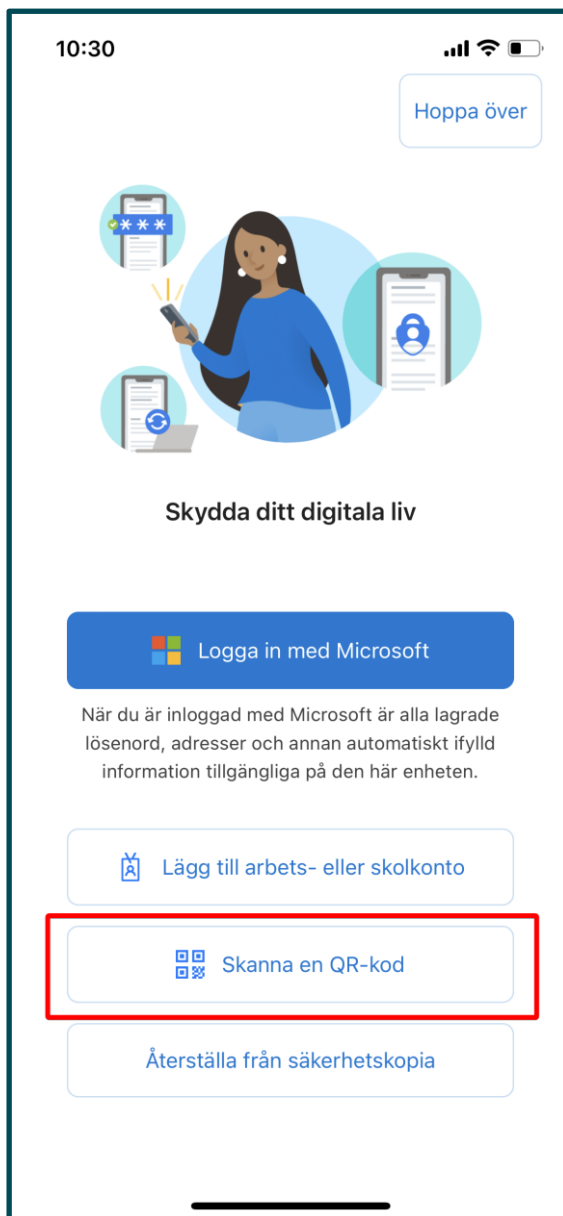 10:30
Hoppa över
***
Skydda ditt digitala liv
Logga in med Microsoft
När du är inloggad med Microsoft är alla lagrade
lösenord, adresser och annan automatiskt ifylld
information tillgängliga på den här enheten.
Lägg till arbets- eller skolkonto
Skanna en QR-kod
Återställa från säkerhetskopia